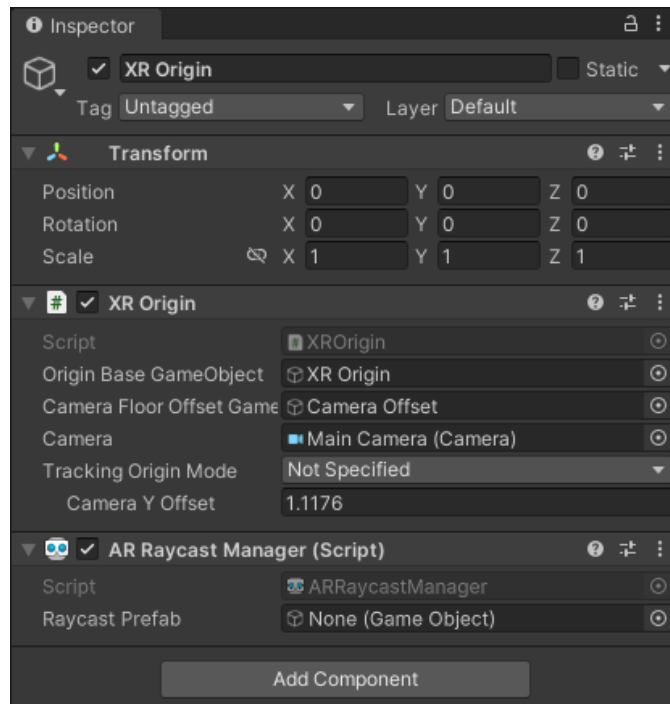 Inspector
XR Origin Static
Tag Untagged Layer Default
Transform
Position X 0 Y 0 Z 0
Rotation X 0 Y 0 Z 0
Scale X 1 Y 1 Z 1
# XR Origin
Script # XROrigin
Origin Base GameObject XR Origin
Camera Floor Offset Game Camera Offset
Camera Main Camera (Camera)
Tracking Origin Mode Not Specified
Camera Y Offset 1.1176
AR Raycast Manager (Script)
Script ARRaycastManager
Raycast Prefab None (Game Object)
Add Component